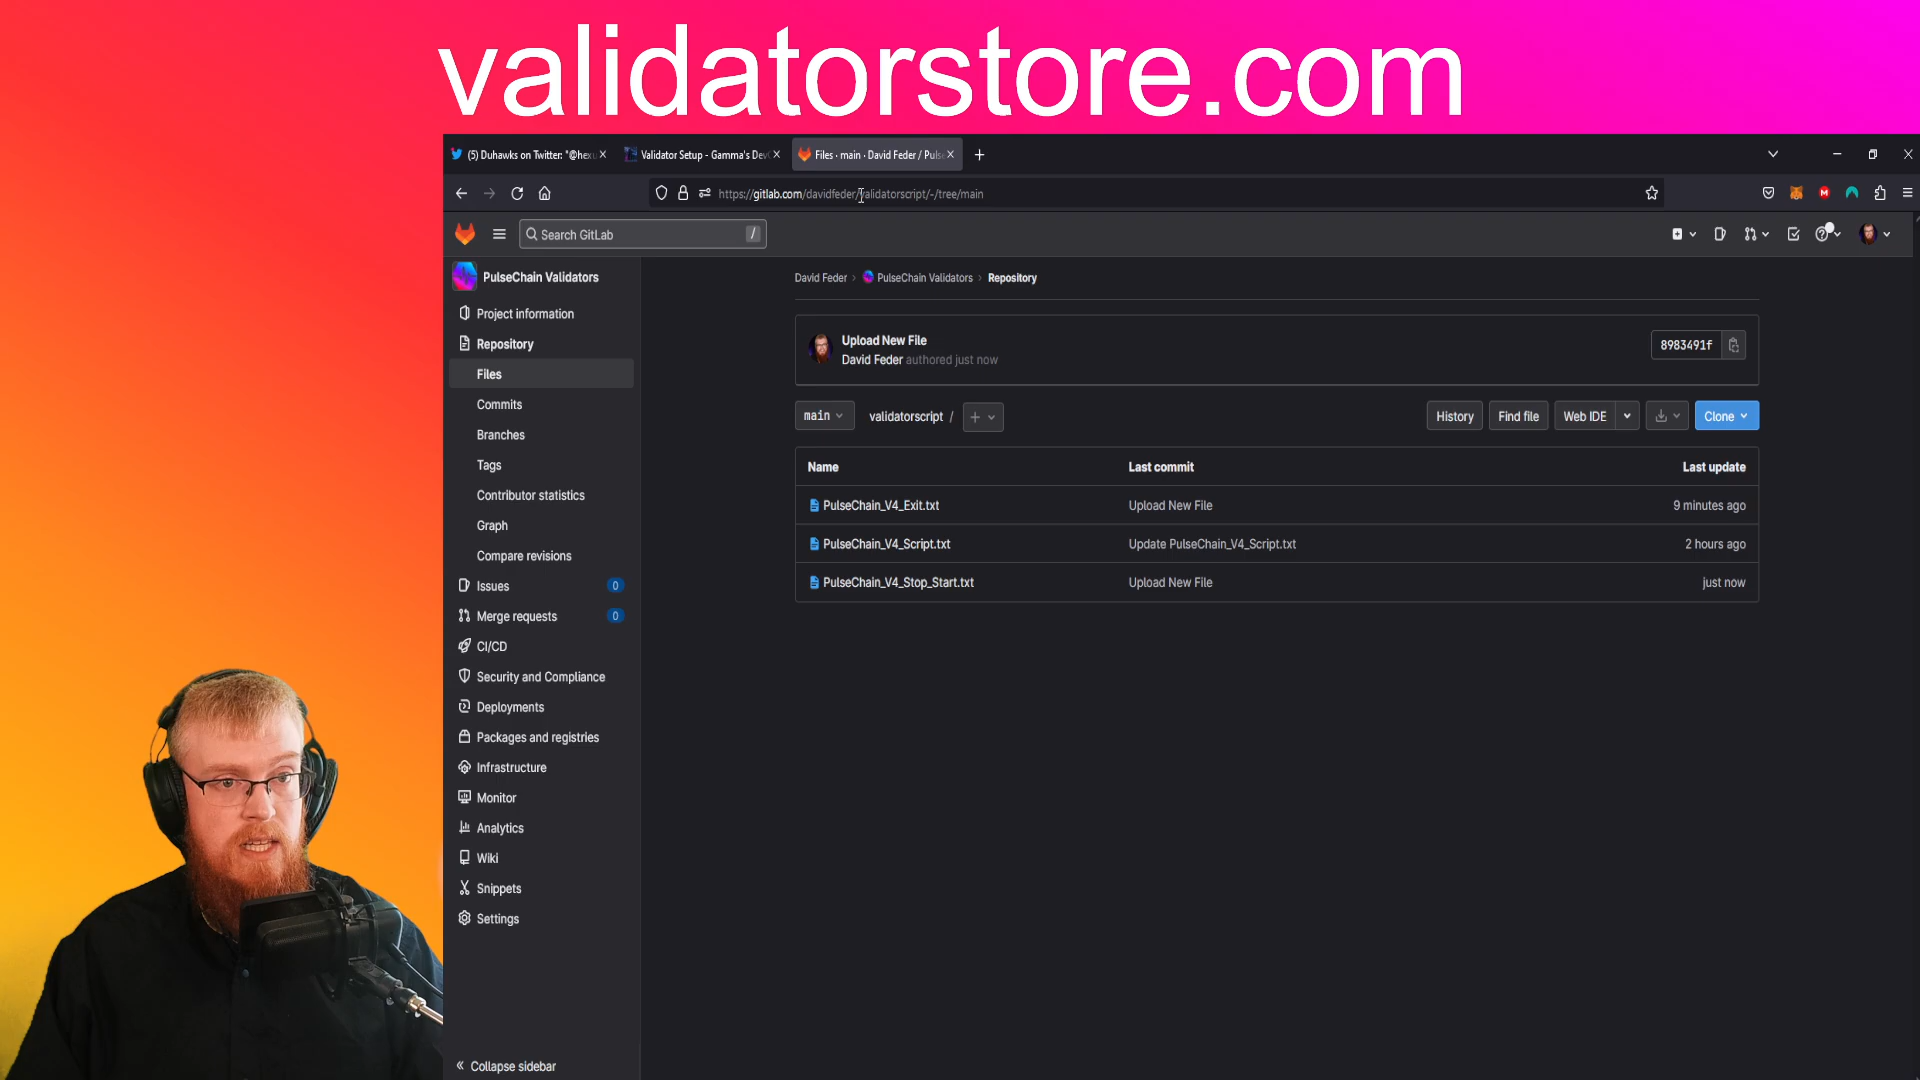 validatorstore.com
(5) Duhawks on Twitter: "@hexu
Validator Setup - Gamma's Dev
Files · main · David Feder / Puls
https://gitlab.com/davidfeder/validatorscript/-/tree/main
Search GitLab /
PulseChain Validators
Project information
Repository
Files
Commits
Branches
Tags
Contributor statistics
Graph
Compare revisions
Issues 0
Merge requests 0
CI/CD
Security and Compliance
Deployments
Packages and registries
Infrastructure
Monitor
Analytics
Wiki
Snippets
Settings
« Collapse sidebar
David Feder › PulseChain Validators › Repository
Upload New File
David Feder authored just now
8983491f
main validatorscript / +
History Find file Web IDE Clone
Name Last commit Last update
PulseChain_V4_Exit.txt Upload New File 9 minutes ago
PulseChain_V4_Script.txt Update PulseChain_V4_Script.txt 2 hours ago
PulseChain_V4_Stop_Start.txt Upload New File just now